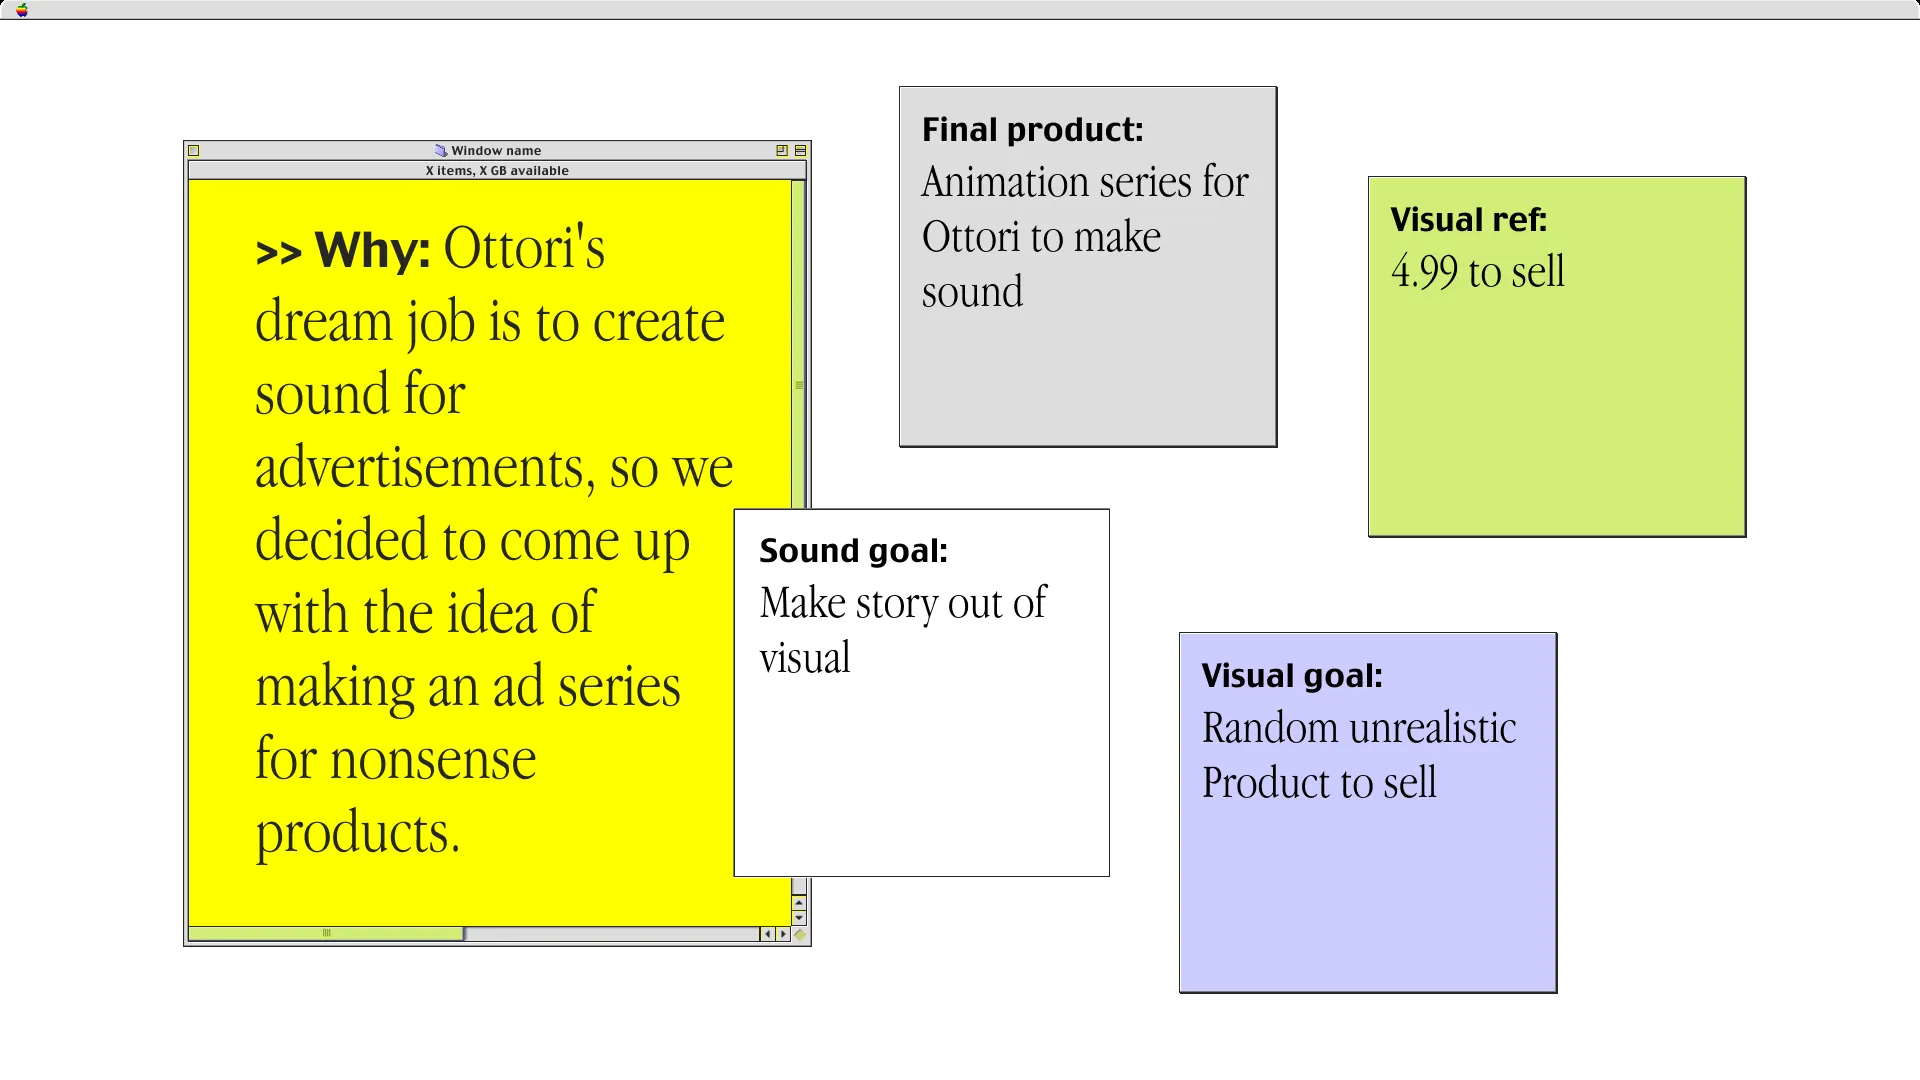 Window name
X items, X GB available
>> Why: Ottori's
dream job is to create
sound for
advertisements, so we
decided to come up
with the idea of
making an ad series
for nonsense
products.
Final product:
Animation series for
Ottori to make
sound
Visual ref:
4.99 to sell
Sound goal:
Make story out of
visual
Visual goal:
Random unrealistic
Product to sell